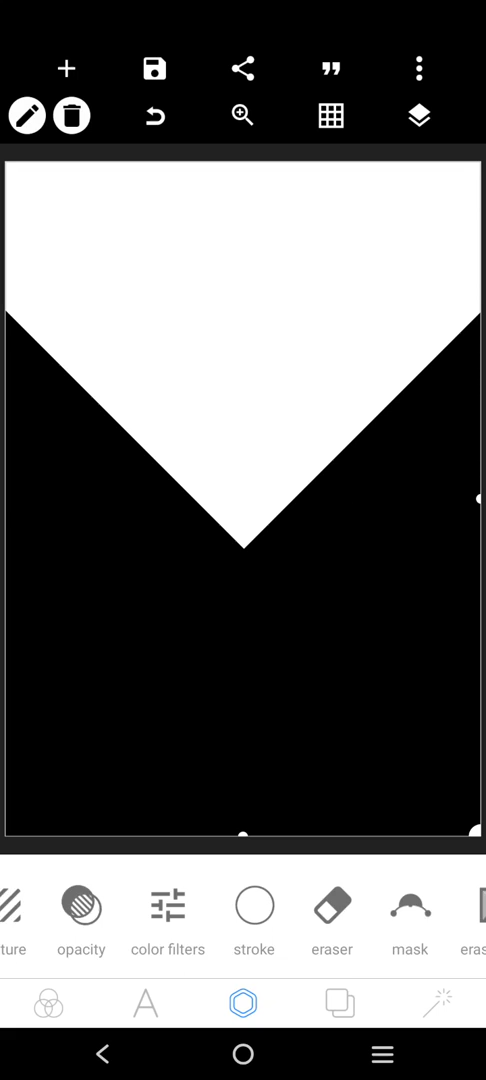 ture
opacity
color filters
stroke
eraser
mask
eras